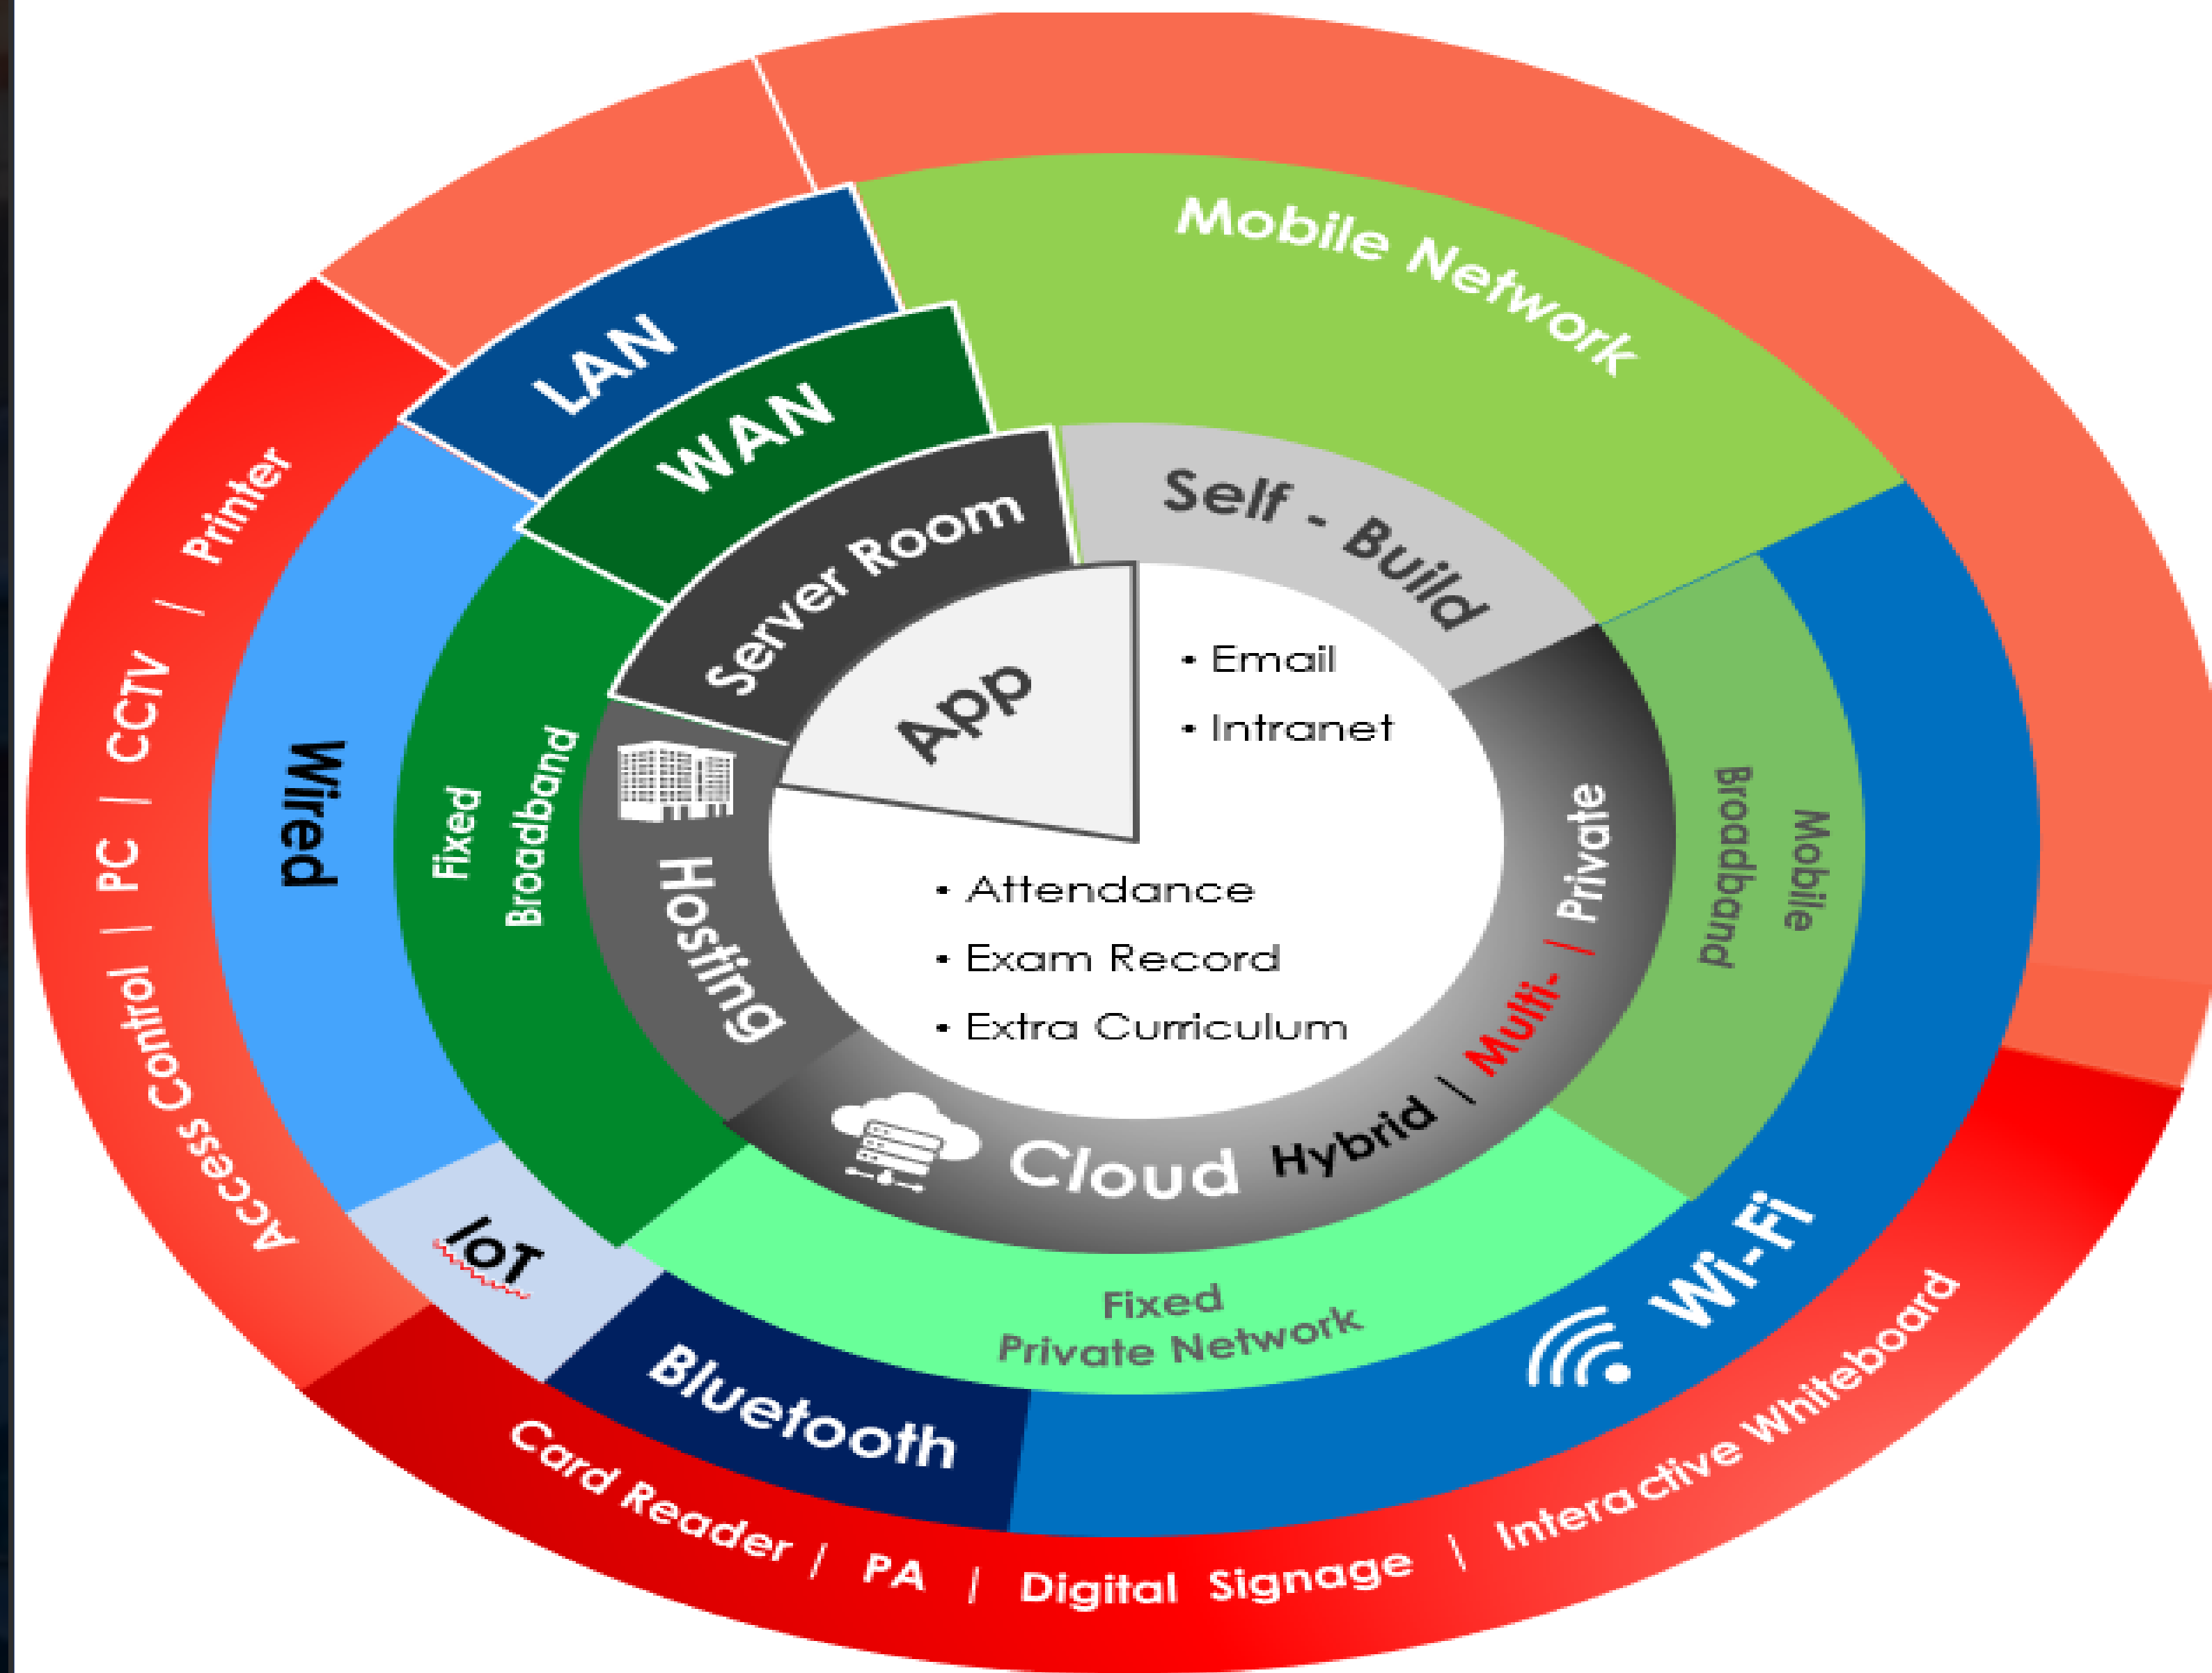 Mobile Network
LAN
WAN
Server Room
Self - Build
App
• Email
• Intranet
• Attendance
• Exam Record
• Extra Curriculum
Hosting
Cloud
Hybrid | Multi- | Private
Fixed
Broadband
Mobile
Broadband
Fixed
Private Network
Wired
IoT
Bluetooth
Wi-Fi
Access Control | PC | CCTV | Printer
Card Reader | PA | Digital Signage | Interactive Whiteboard